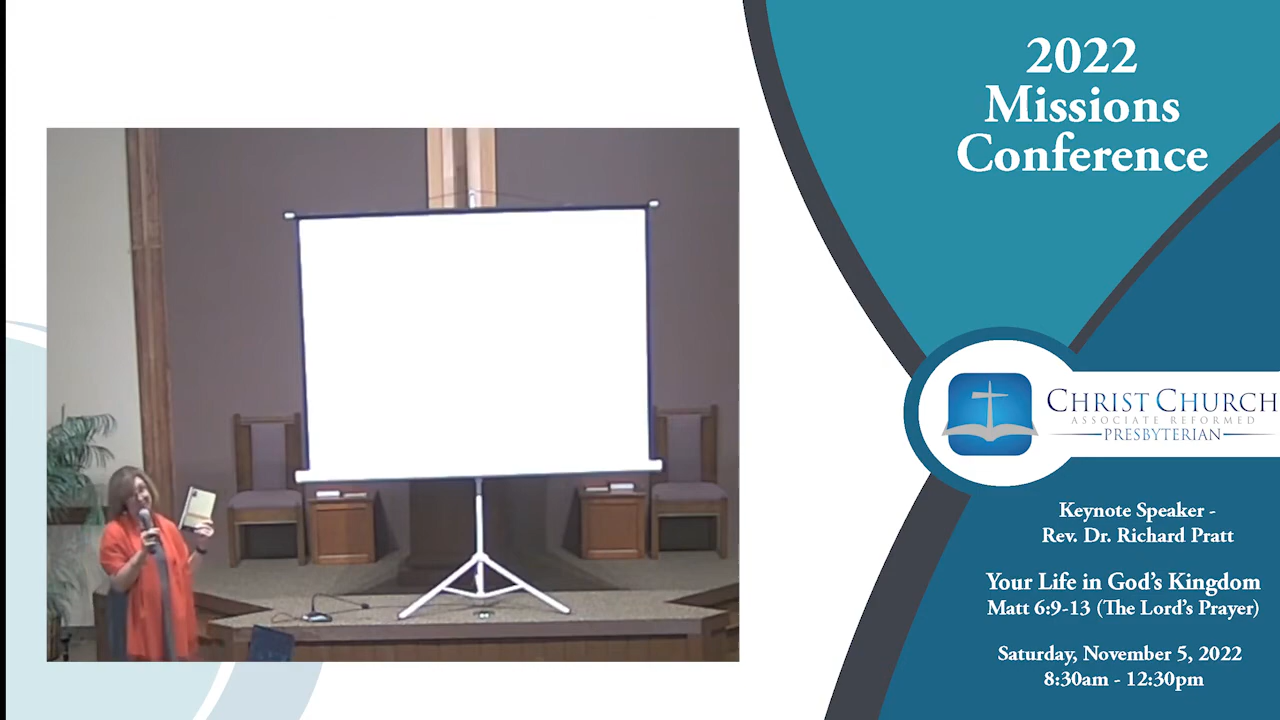 2022
Missions
Conference
CHRIST CHURCH
ASSOCIATE REFORMED
PRESBYTERIAN
Keynote Speaker -
Rev. Dr. Richard Pratt
Your Life in God's Kingdom
Matt 6:9-13 (The Lord's Prayer)
Saturday, November 5, 2022
8:30am - 12:30pm